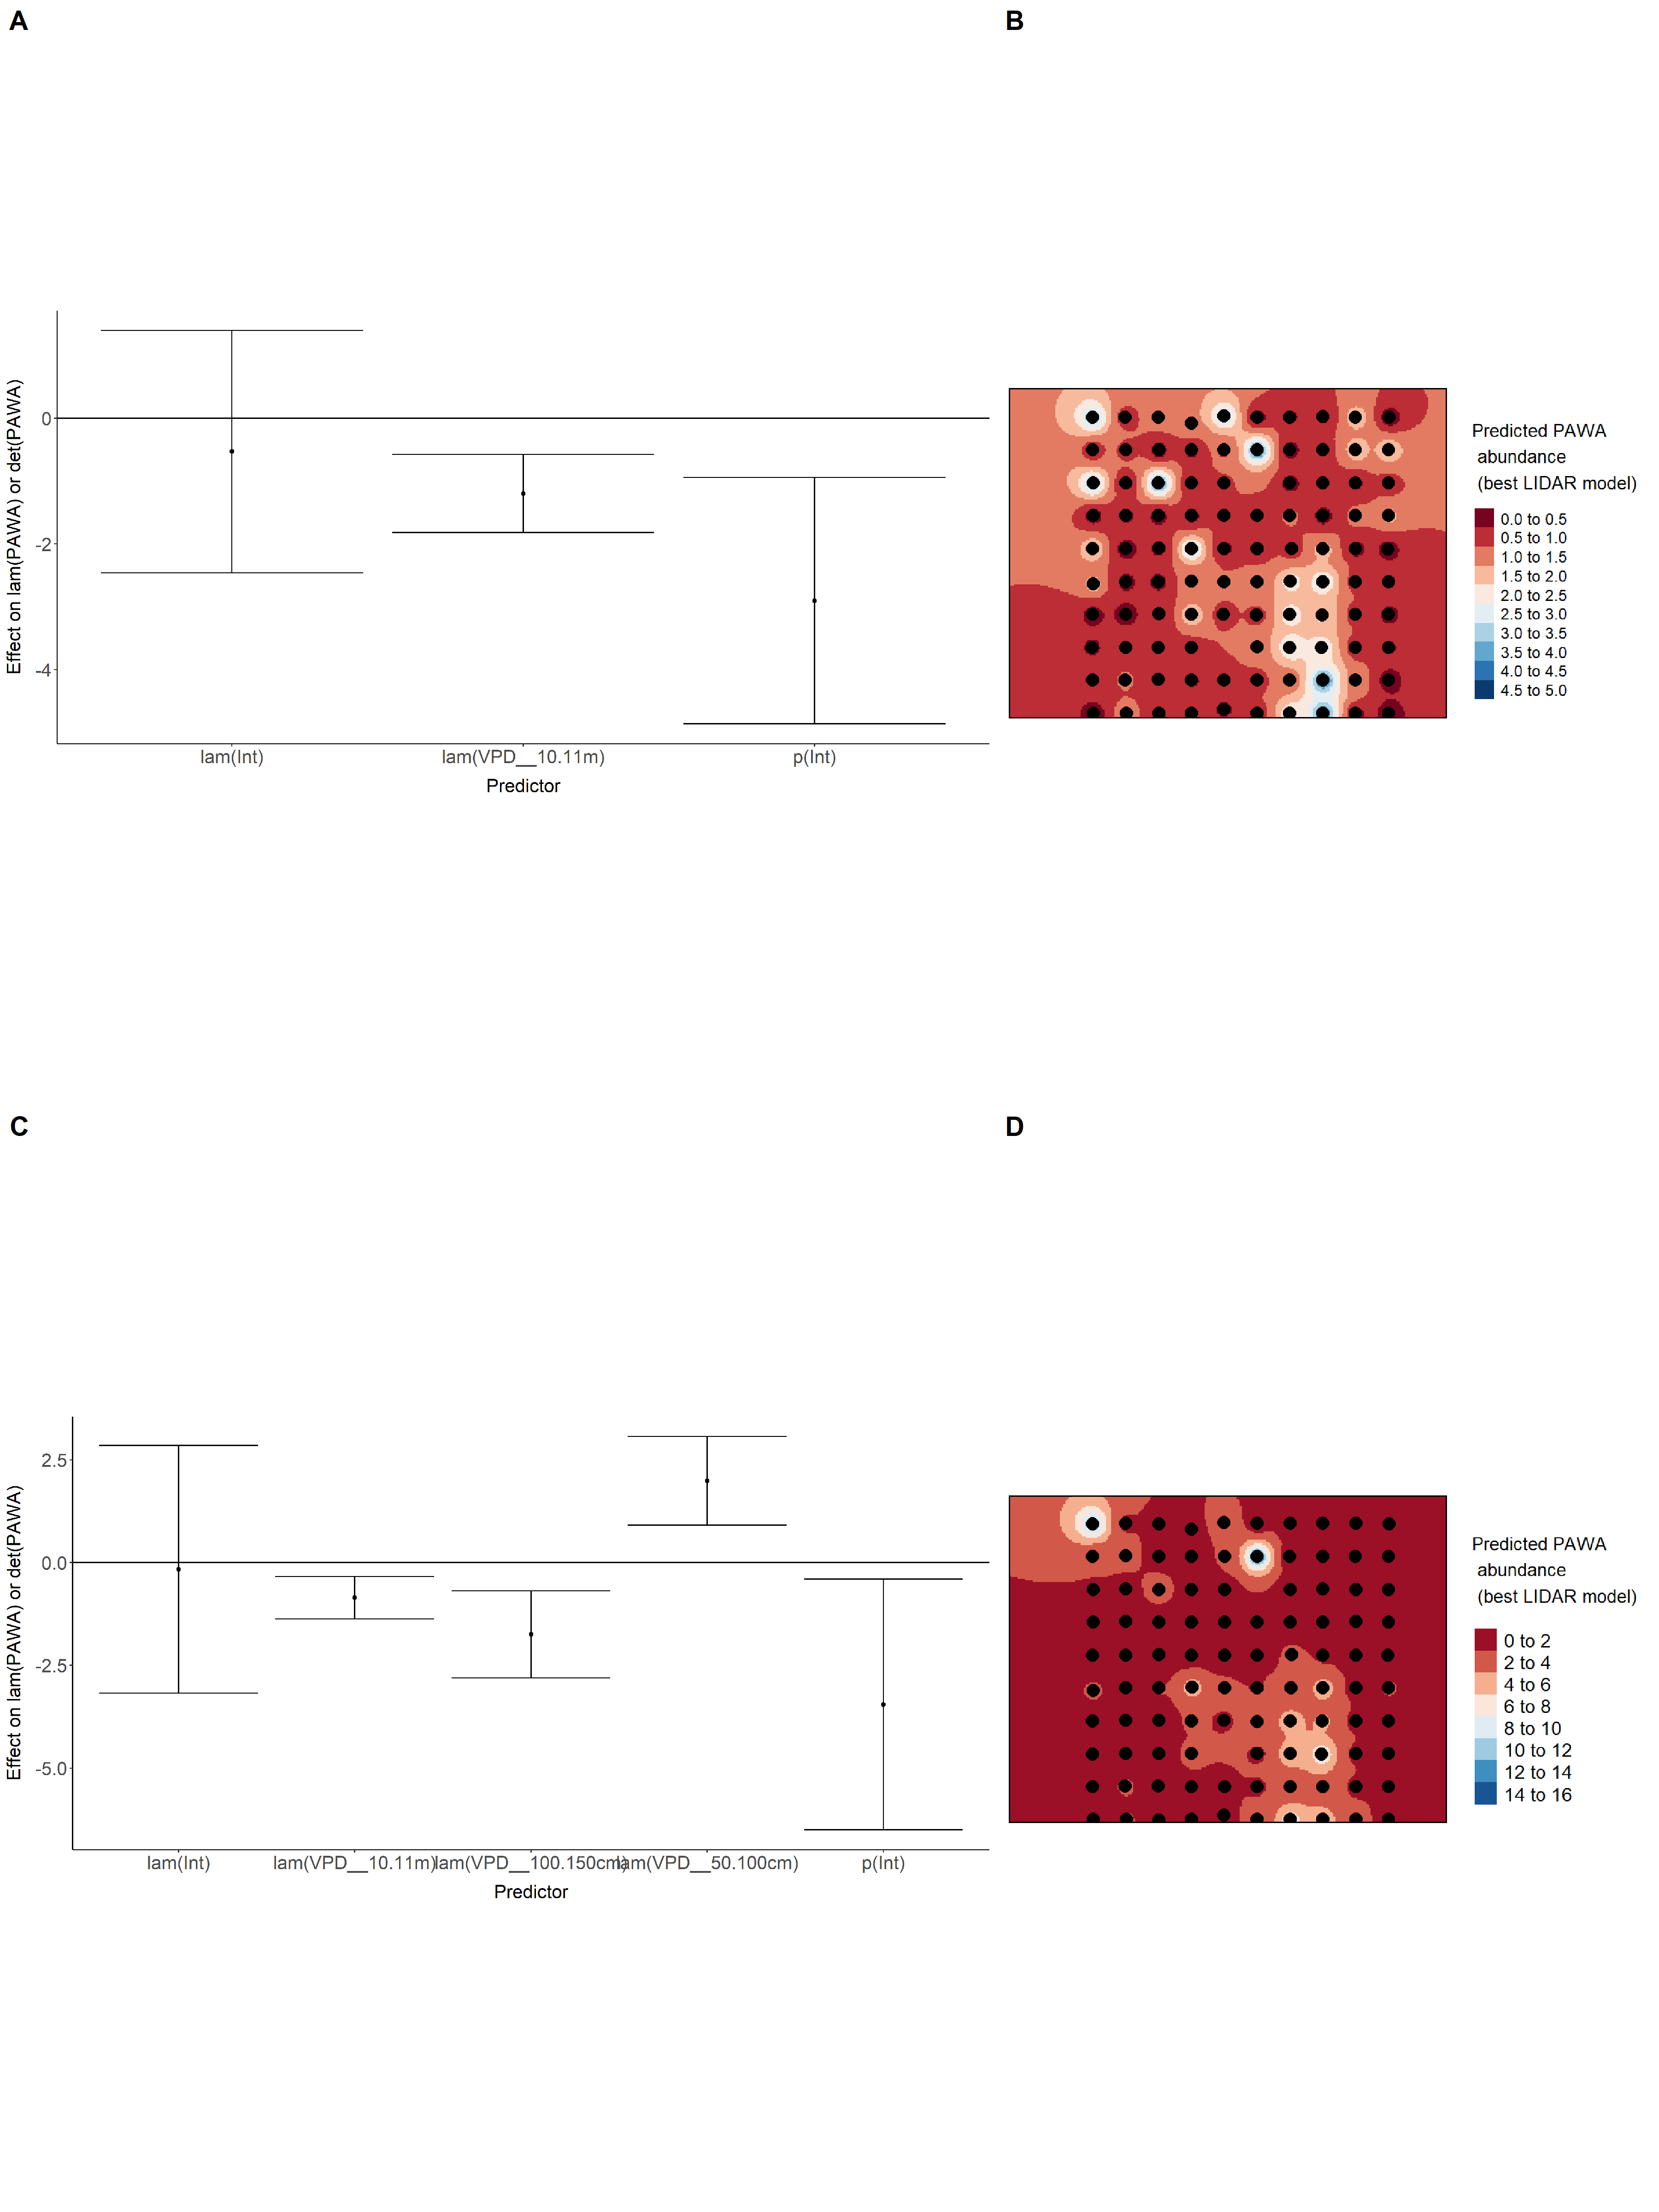 A
B
Effect on lam(PAWA) or det(PAWA)
0
-2
-4
lam(Int)
lam(VPD__10.11m)
p(Int)
Predictor
Predicted PAWA
abundance
(best LIDAR model)
0.0 to 0.5
0.5 to 1.0
1.0 to 1.5
1.5 to 2.0
2.0 to 2.5
2.5 to 3.0
3.0 to 3.5
3.5 to 4.0
4.0 to 4.5
4.5 to 5.0
C
D
Effect on lam(PAWA) or det(PAWA)
2.5
0.0
-2.5
-5.0
lam(Int)
lam(VPD__10.11m)
lam(VPD__100.150cm)
lam(VPD__50.100cm)
p(Int)
Predictor
Predicted PAWA
abundance
(best LIDAR model)
0 to 2
2 to 4
4 to 6
6 to 8
8 to 10
10 to 12
12 to 14
14 to 16